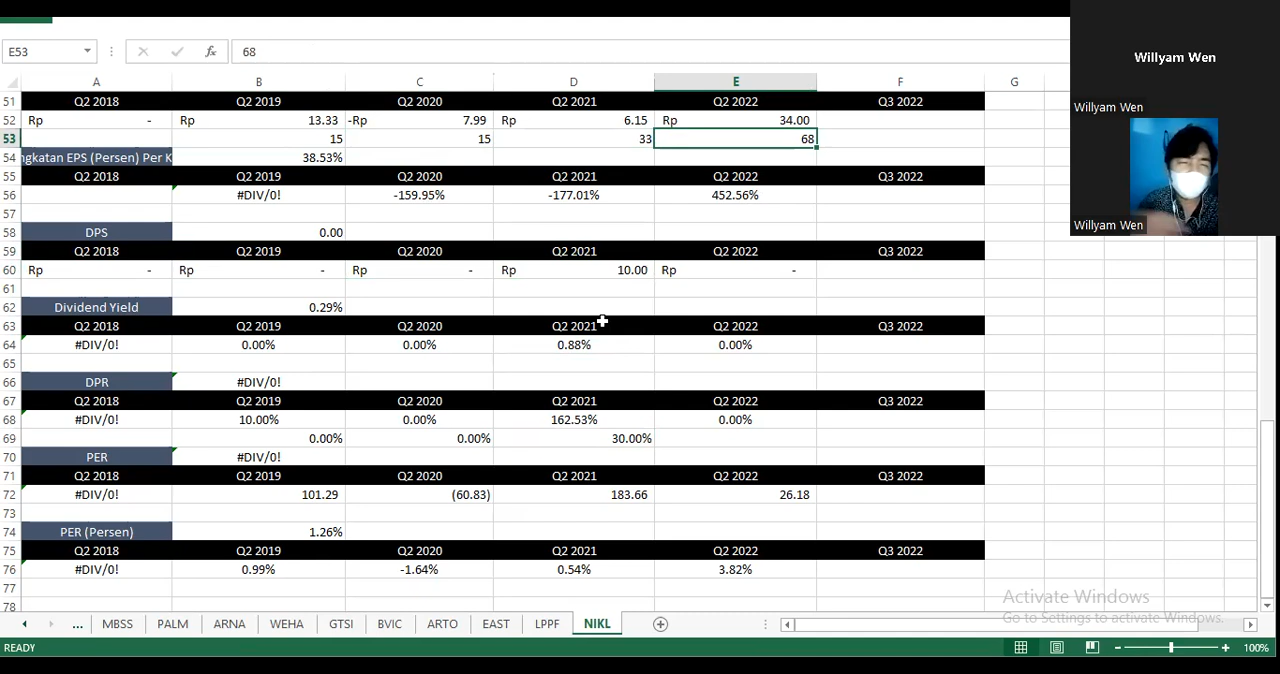 E53 fx 68
Willyam Wen
Willyam Wen
Willyam Wen
A B C D E F G
51 Q2 2018 Q2 2019 Q2 2020 Q2 2021 Q2 2022 Q3 2022
52 Rp - Rp 13.33 -Rp 7.99 Rp 6.15 Rp 34.00
53 15 15 33 68
54 ngkatan EPS (Persen) Per K 38.53%
55 Q2 2018 Q2 2019 Q2 2020 Q2 2021 Q2 2022 Q3 2022
56 #DIV/0! -159.95% -177.01% 452.56%
57
58 DPS 0.00
59 Q2 2018 Q2 2019 Q2 2020 Q2 2021 Q2 2022 Q3 2022
60 Rp - Rp - Rp - Rp 10.00 Rp -
61
62 Dividend Yield 0.29%
63 Q2 2018 Q2 2019 Q2 2020 Q2 2021 Q2 2022 Q3 2022
64 #DIV/0! 0.00% 0.00% 0.88% 0.00%
65
66 DPR #DIV/0!
67 Q2 2018 Q2 2019 Q2 2020 Q2 2021 Q2 2022 Q3 2022
68 #DIV/0! 10.00% 0.00% 162.53% 0.00%
69 0.00% 0.00% 30.00%
70 PER #DIV/0!
71 Q2 2018 Q2 2019 Q2 2020 Q2 2021 Q2 2022 Q3 2022
72 #DIV/0! 101.29 (60.83) 183.66 26.18
73
74 PER (Persen) 1.26%
75 Q2 2018 Q2 2019 Q2 2020 Q2 2021 Q2 2022 Q3 2022
76 #DIV/0! 0.99% -1.64% 0.54% 3.82%
77
78
Activate Windows
Go to Settings to activate Windows.
... MBSS PALM ARNA WEHA GTSI BVIC ARTO EAST LPPF NIKL
READY 100%